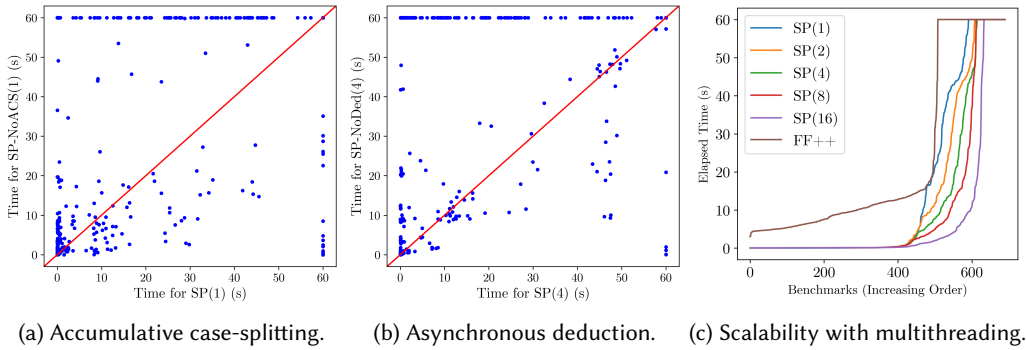 60
50
40
30
20
10
0
Time for SP-NoACS(1) (s)
0 10 20 30 40 50 60
Time for SP(1) (s)
(a) Accumulative case-splitting.
60
50
40
30
20
10
0
Time for SP-NoDed(4) (s)
0 10 20 30 40 50 60
Time for SP(4) (s)
(b) Asynchronous deduction.
60
50
40
30
20
10
0
Elapsed Time (s)
SP(1)
SP(2)
SP(4)
SP(8)
SP(16)
FF++
0 200 400 600
Benchmarks (Increasing Order)
(c) Scalability with multithreading.